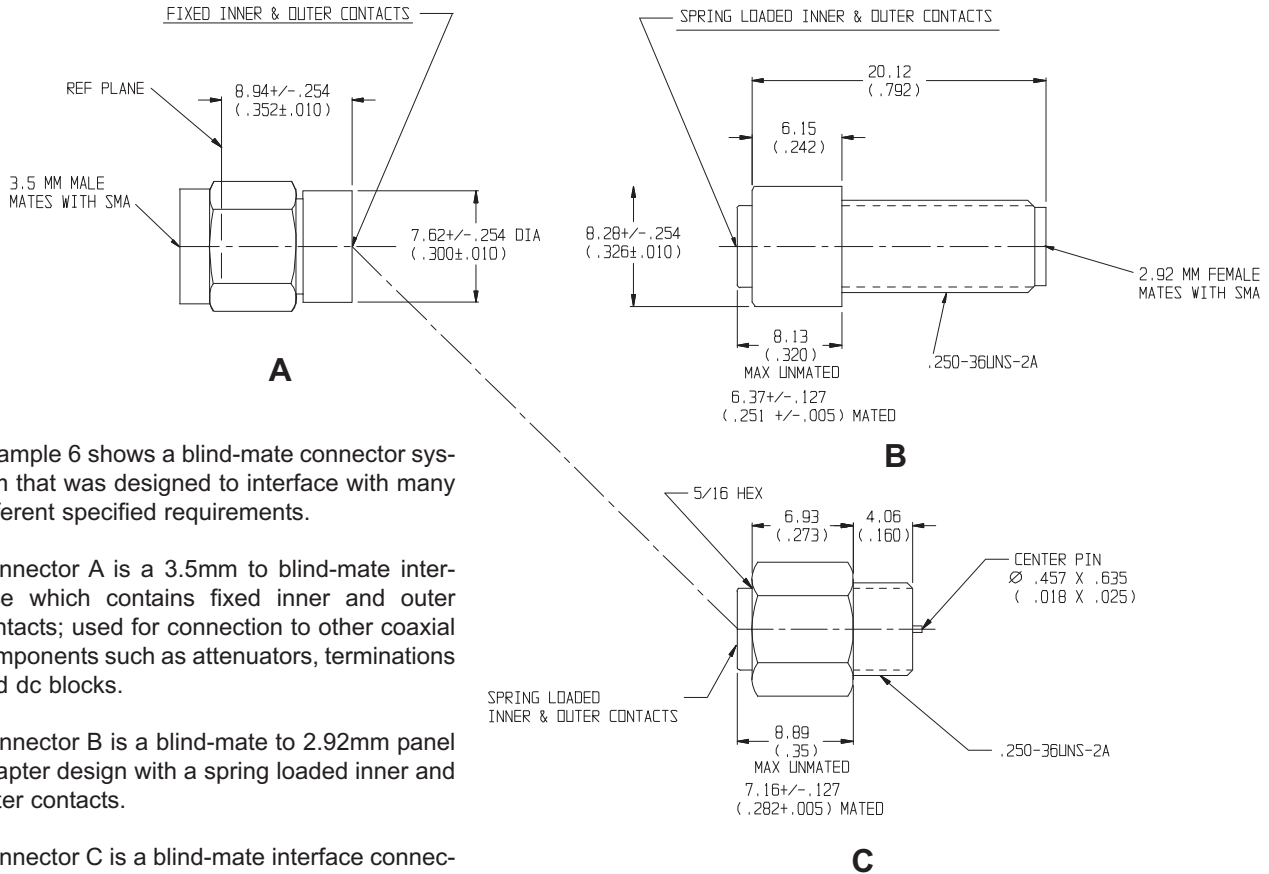 FIXED INNER & OUTER CONTACTS
REF PLANE
8.94+/-.254
(.352±.010)
3.5 MM MALE
MATES WITH SMA
7.62+/-.254 DIA
(.300±.010)
A
SPRING LOADED INNER & OUTER CONTACTS
20.12
(.792)
6.15
(.242)
8.28+/-.254
(.326±.010)
2.92 MM FEMALE
MATES WITH SMA
8.13
(.320)
MAX UNMATED
6.37+/-.127
(.251 +/-.005) MATED
.250-36UNS-2A
B
ample 6 shows a blind-mate connector sys-
m that was designed to interface with many
ferent specified requirements.
nnector A is a 3.5mm to blind-mate inter-
e which contains fixed inner and outer
ntacts; used for connection to other coaxial
mponents such as attenuators, terminations
d dc blocks.
nnector B is a blind-mate to 2.92mm panel
apter design with a spring loaded inner and
ter contacts.
nnector C is a blind-mate interface connec-
5/16 HEX
6.93
(.273)
4.06
(.160)
CENTER PIN
Ø .457 X .635
( .018 X .025)
SPRING LOADED
INNER & OUTER CONTACTS
8.89
(.35)
MAX UNMATED
7.16+/-.127
(.282+.005) MATED
.250-36UNS-2A
C